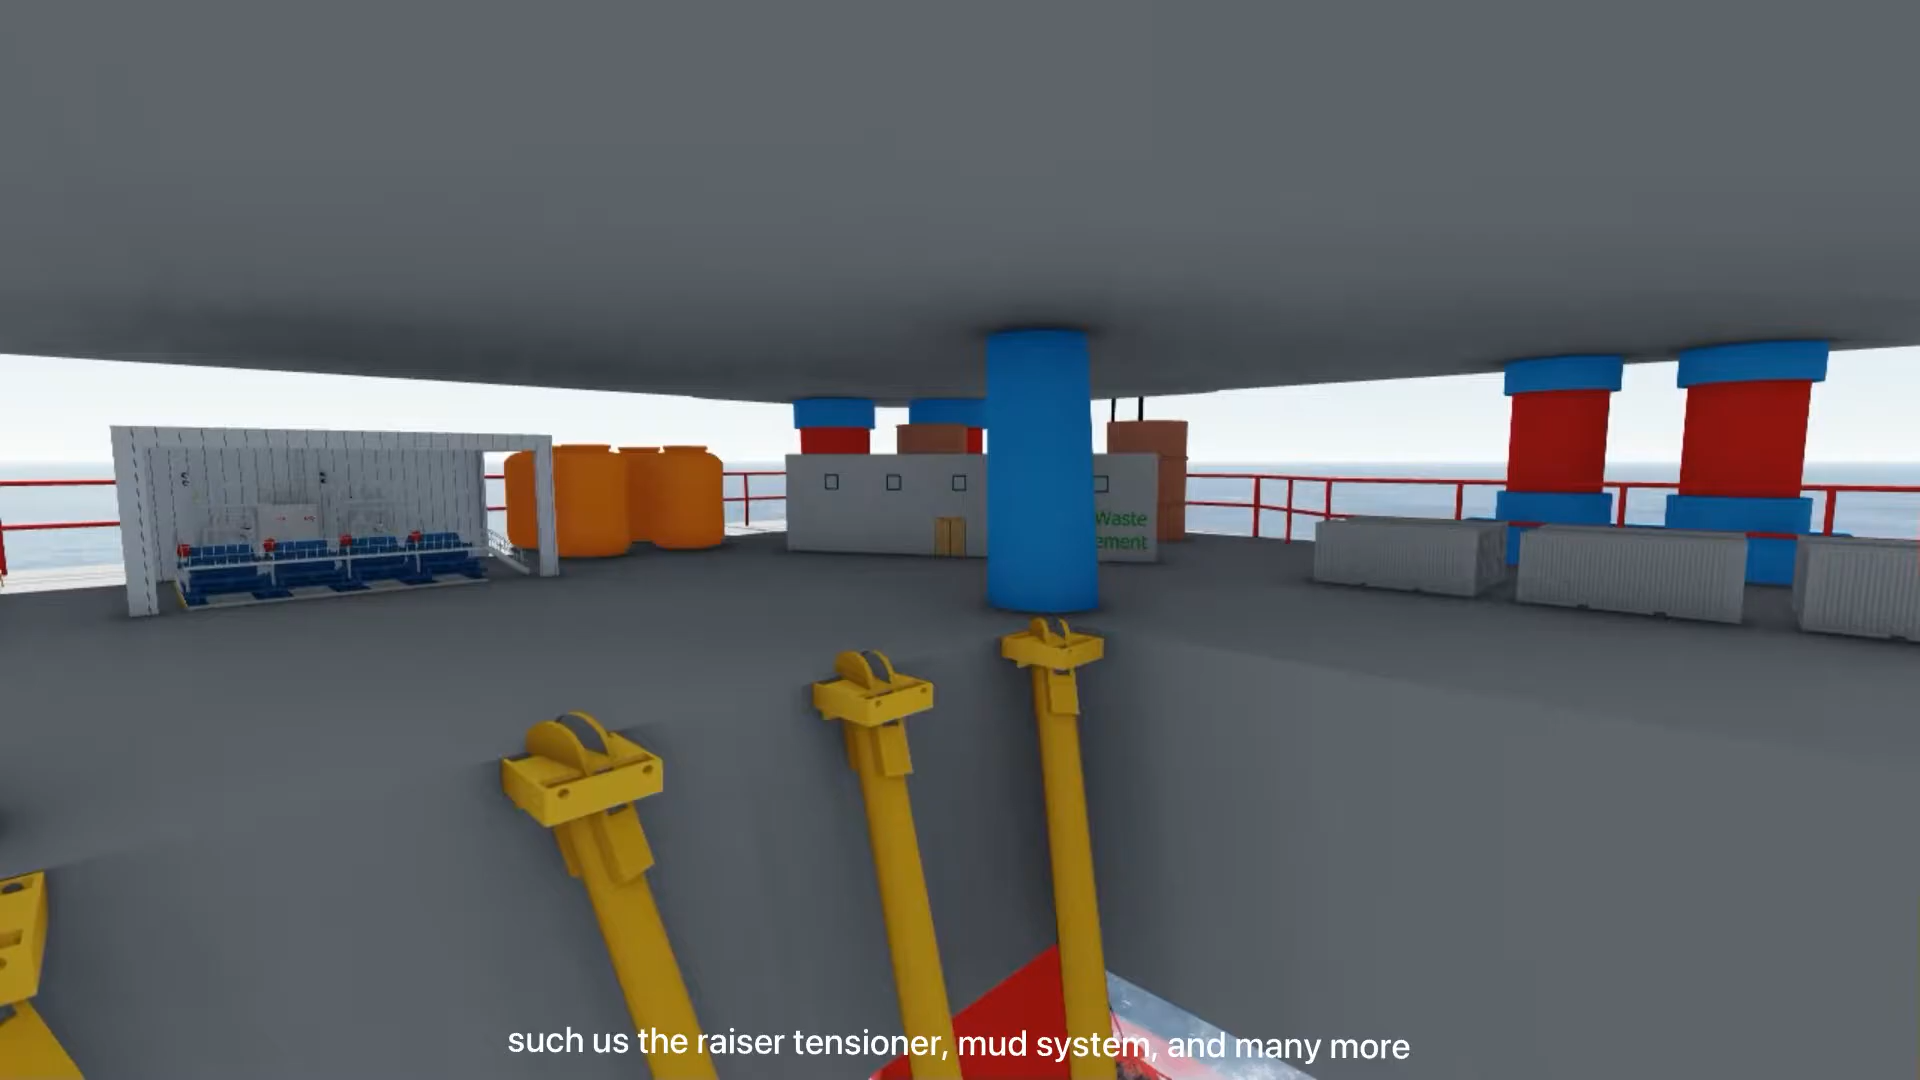 Waste
ement
such us the raiser tensioner, mud system, and many more